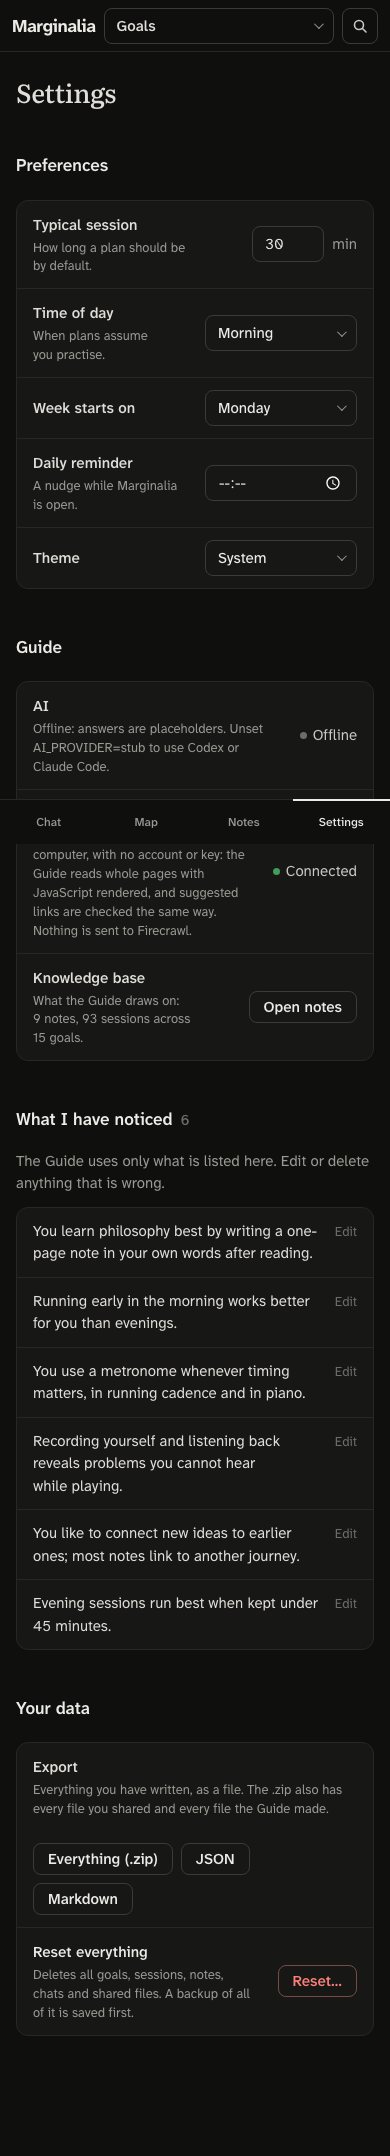 Marginalia
Goals
Settings
Preferences
Typical session
How long a plan should be
by default.
30 min
Time of day
When plans assume
you practise.
Morning
Week starts on
Monday
Daily reminder
A nudge while Marginalia
is open.
--:--
Theme
System
Guide
AI
Offline: answers are placeholders. Unset
AI_PROVIDER=stub to use Codex or
Claude Code.
Offline
Chat
Map
Notes
Settings
computer, with no account or key: the
Guide reads whole pages with
JavaScript rendered, and suggested
links are checked the same way.
Nothing is sent to Firecrawl.
Connected
Knowledge base
What the Guide draws on:
9 notes, 93 sessions across
15 goals.
Open notes
What I have noticed 6
The Guide uses only what is listed here. Edit or delete
anything that is wrong.
You learn philosophy best by writing a one-
page note in your own words after reading.
Edit
Running early in the morning works better
for you than evenings.
Edit
You use a metronome whenever timing
matters, in running cadence and in piano.
Edit
Recording yourself and listening back
reveals problems you cannot hear
while playing.
Edit
You like to connect new ideas to earlier
ones; most notes link to another journey.
Edit
Evening sessions run best when kept under
45 minutes.
Edit
Your data
Export
Everything you have written, as a file. The .zip also has
every file you shared and every file the Guide made.
Everything (.zip)
JSON
Markdown
Reset everything
Deletes all goals, sessions, notes,
chats and shared files. A backup of all
of it is saved first.
Reset...